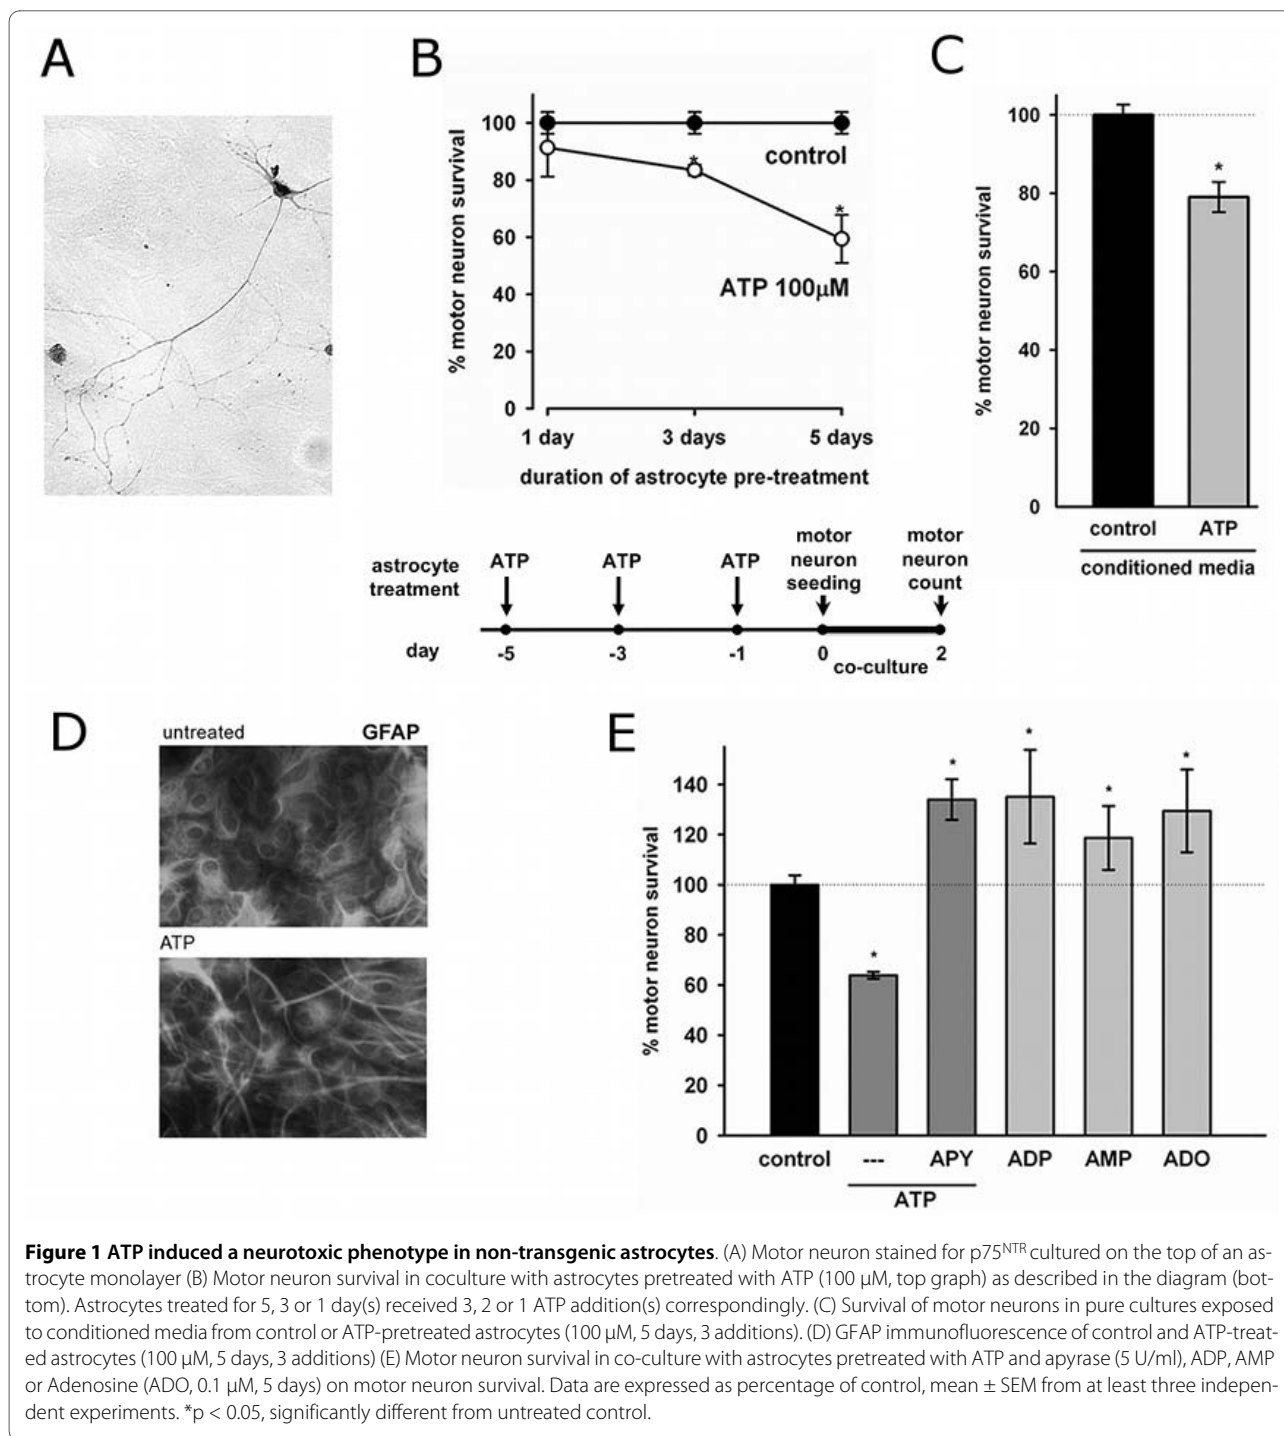 A
B
100
80
60
40
20
0
% motor neuron survival
*
*
control
ATP 100µM
1 day 3 days 5 days
duration of astrocyte pre-treatment
astrocyte
treatment
ATP ATP ATP
motor
neuron
seeding
motor
neuron
count
day -5 -3 -1 0 2
co-culture
C
100
80
60
40
20
0
% motor neuron survival
*
control ATP
conditioned media
D
untreated GFAP
ATP
E
140
120
100
80
60
40
20
0
% motor neuron survival
* * * * *
control --- APY ADP AMP ADO
ATP
Figure 1 ATP induced a neurotoxic phenotype in non-transgenic astrocytes. (A) Motor neuron stained for p75NTR cultured on the top of an as-
trocyte monolayer (B) Motor neuron survival in coculture with astrocytes pretreated with ATP (100 µM, top graph) as described in the diagram (bot-
tom). Astrocytes treated for 5, 3 or 1 day(s) received 3, 2 or 1 ATP addition(s) correspondingly. (C) Survival of motor neurons in pure cultures exposed
to conditioned media from control or ATP-pretreated astrocytes (100 µM, 5 days, 3 additions). (D) GFAP immunofluorescence of control and ATP-treat-
ed astrocytes (100 µM, 5 days, 3 additions) (E) Motor neuron survival in co-culture with astrocytes pretreated with ATP and apyrase (5 U/ml), ADP, AMP
or Adenosine (ADO, 0.1 µM, 5 days) on motor neuron survival. Data are expressed as percentage of control, mean ± SEM from at least three indepen-
dent experiments. *p < 0.05, significantly different from untreated control.